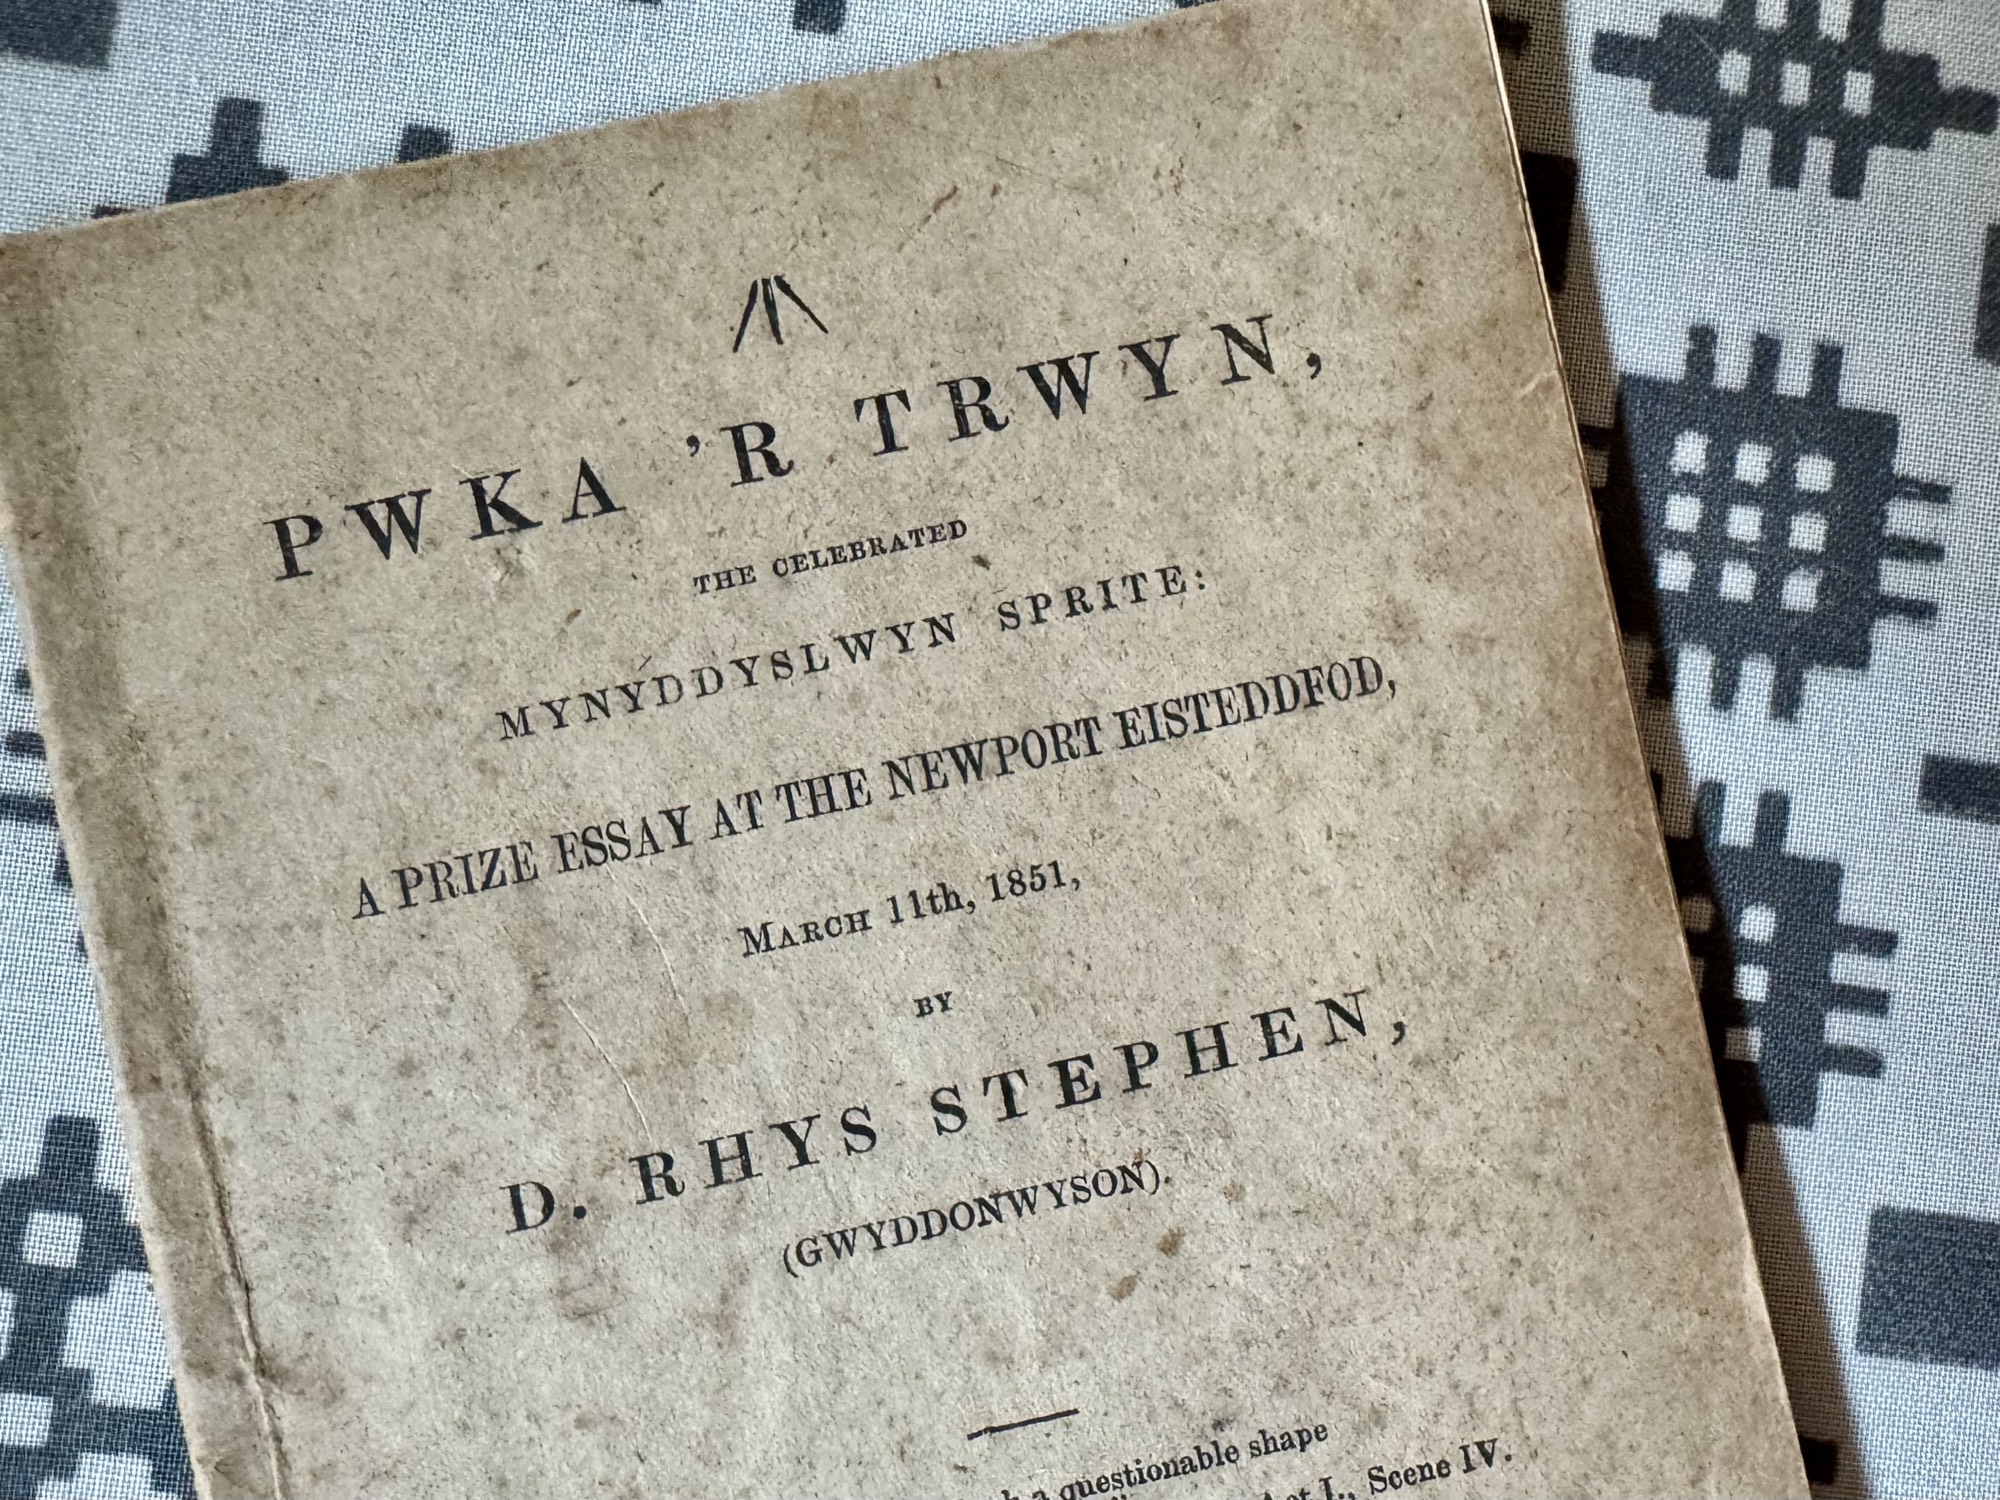 PWKA 'R TRWYN,
THE CELEBRATED
MYNYDDYSLWYN SPRITE:
A PRIZE ESSAY AT THE NEWPORT EISTEDDFOD,
MARCH 11th, 1851,
BY
D. RHYS STEPHEN,
(GWYDDONWYSON).
a questionable shape
Act I., Scene IV.